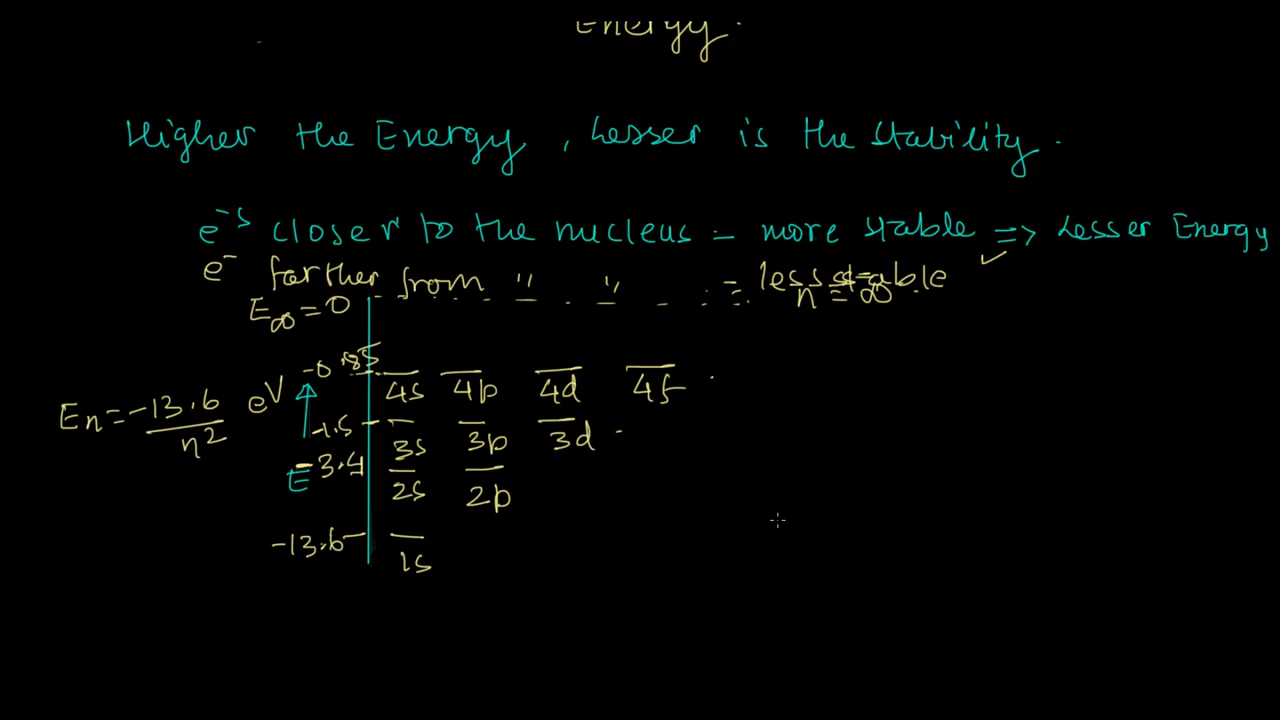 Energy.
Higher the Energy, Lesser is the stability.
e⁻s closer to the nucleus - more stable => Lesser Energy
e⁻ farther from " " = less stable
E∞ = 0 n = ∞
-0.85 4s 4p 4d 4f
En = -13.6/n² eV
-1.5 3s 3p 3d
E -3.4 2s 2p
-13.6 1s